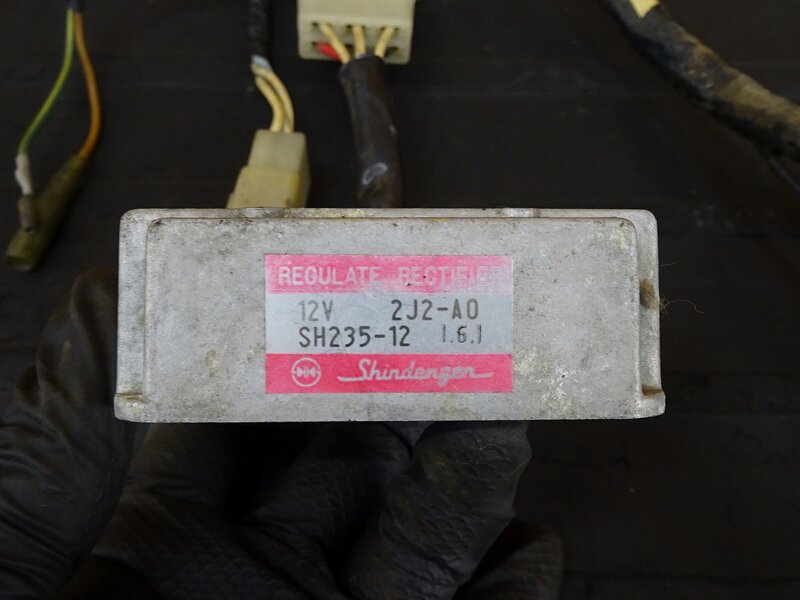 REGULATE RECTIFIER
12V 2J2-A0
SH235-12 1.6.1
Shindengen